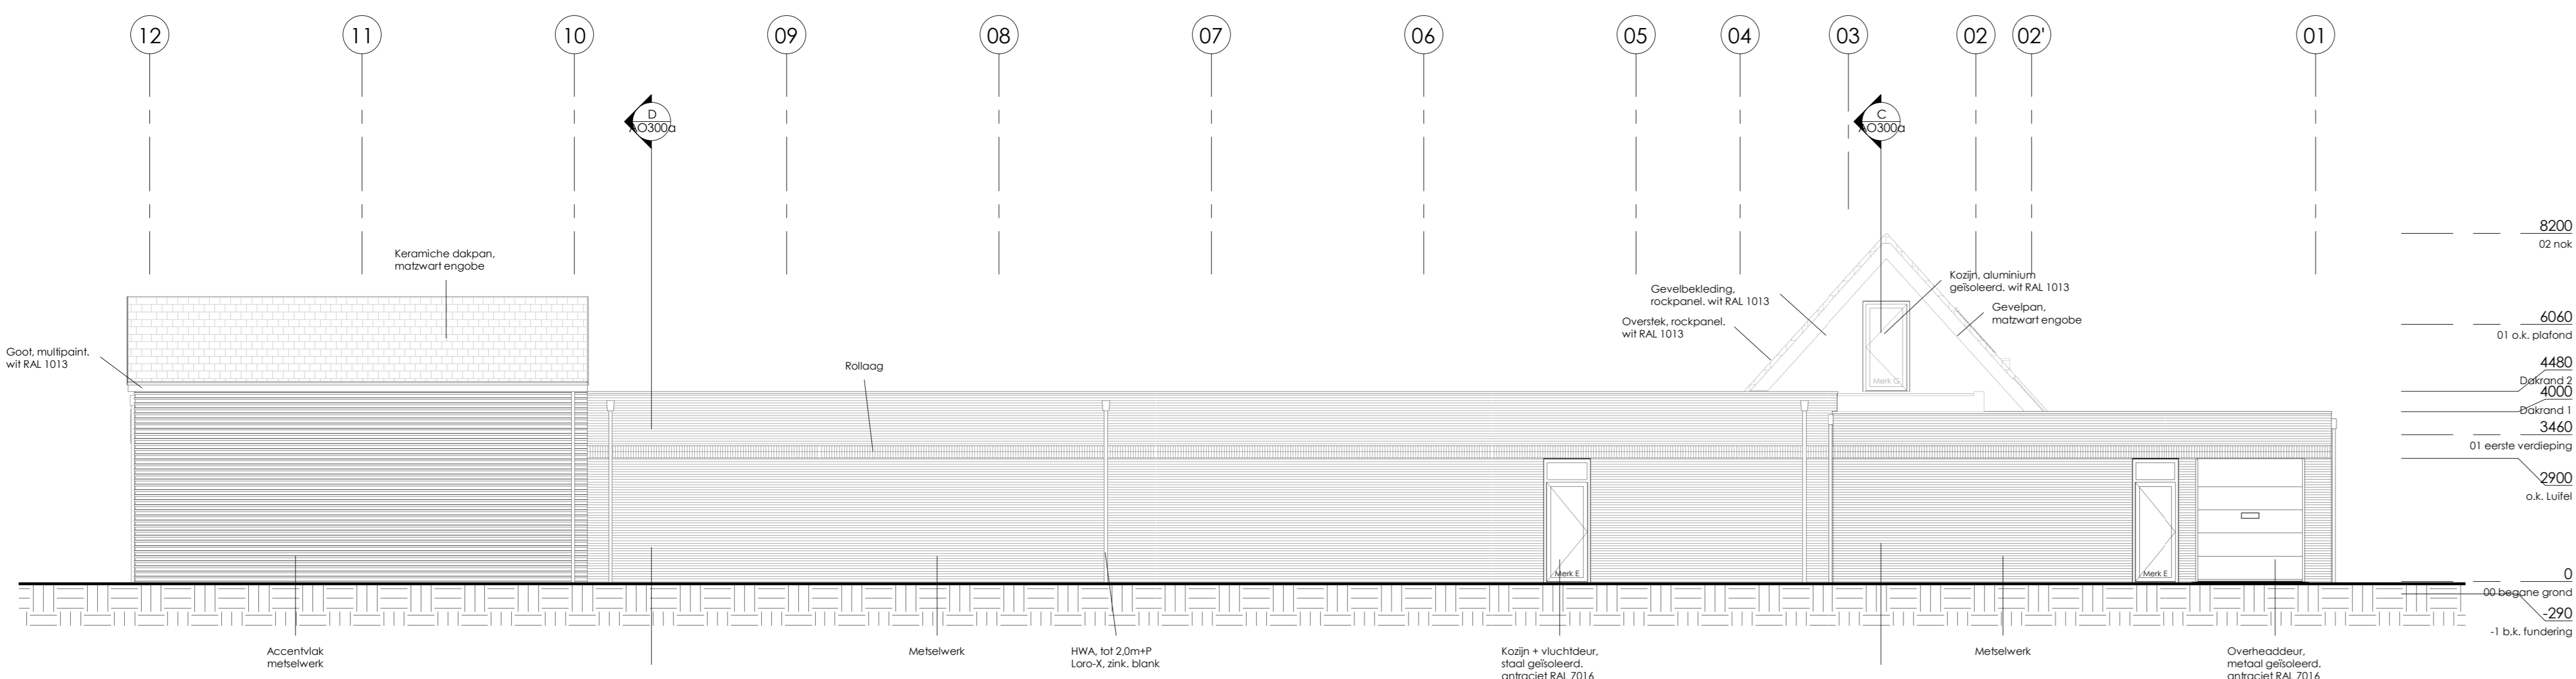 12
11
10
09
08
07
06
05
04
03
02
02'
01
D
AO300a
C
AO300a
8200
02 nok
Keramiche dakpan,
matzwart engobe
Gevelbekleding,
rockpanel. wit RAL 1013
Kozijn, aluminium
geïsoleerd. wit RAL 1013
Overstek, rockpanel.
wit RAL 1013
Gevelpan,
matzwart engobe
6060
01 o.k. plafond
Goot, multipaint.
wit RAL 1013
Rollaag
Merk G
4480
Dakrand 2
4000
Dakrand 1
3460
01 eerste verdieping
2900
o.k. Luifel
Merk E
Merk E
0
00 begane grond
-290
-1 b.k. fundering
Accentvlak
metselwerk
Metselwerk
HWA, tot 2,0m+P
Loro-X, zink. blank
Kozijn + vluchtdeur,
staal geïsoleerd.
antraciet RAL 7016
Metselwerk
Overheaddeur,
metaal geïsoleerd.
antraciet RAL 7016